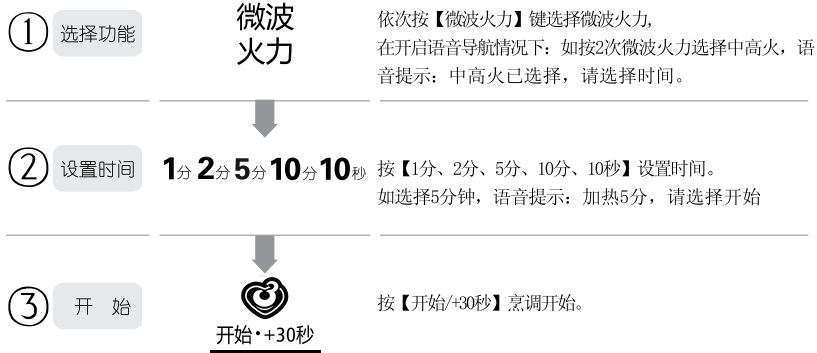 ① 选择功能
微波
火力
依次按【微波火力】键选择微波火力,
在开启语音导航情况下：如按2次微波火力选择中高火，语
音提示：中高火已选择，请选择时间。
② 设置时间
1分 2分 5分 10分 10秒
按【1分、2分、5分、10分、10秒】设置时间。
如选择5分钟，语音提示：加热5分，请选择开始
③ 开 始
开始·+30秒
按【开始/+30秒】烹调开始。